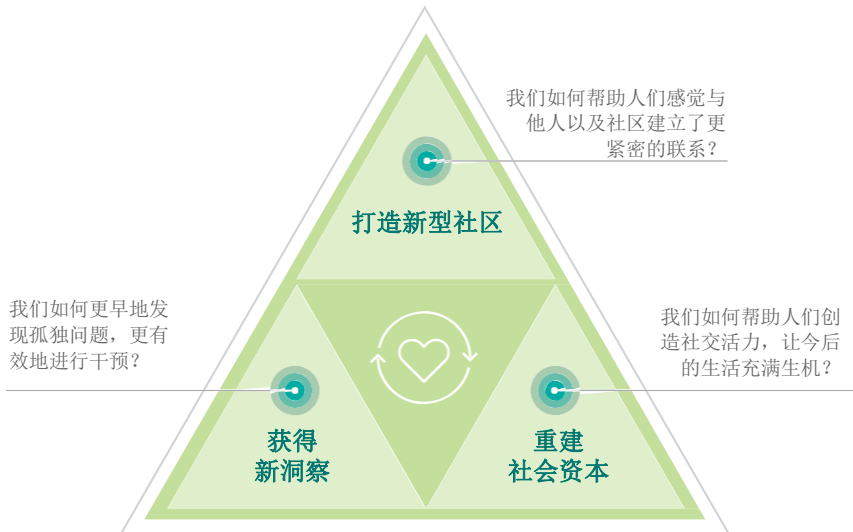 我们如何帮助人们感觉与
他人以及社区建立了更
紧密的联系？
打造新型社区
我们如何更早地发
现孤独问题，更有
效地进行干预？
我们如何帮助人们创
造社交活力，让今后
的生活充满生机？
获得
新洞察
重建
社会资本